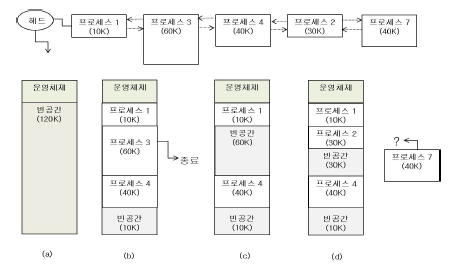 헤드
프로세스 1
(10K)
프로세스 3
(60K)
프로세스 4
(40K)
프로세스 2
(30K)
프로세스 7
(40K)
운영체제
빈공간
(120K)
(a)
운영체제
프로세스 1
(10K)
프로세스 3
(60K)
종료
프로세스 4
(40K)
빈공간
(10K)
(b)
운영체제
프로세스 1
(10K)
빈공간
(60K)
프로세스 4
(40K)
빈공간
(10K)
(c)
운영체제
프로세스 1
(10K)
프로세스 2
(30K)
빈공간
(30K)
프로세스 4
(40K)
빈공간
(10K)
(d)
?
프로세스 7
(40K)